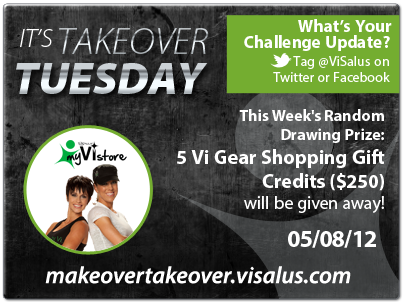 IT'S TAKEOVER
TUESDAY
What's Your
Challenge Update?
Tag @ViSalus on
Twitter or Facebook
This Week's Random
Drawing Prize:
5 Vi Gear Shopping Gift
Credits ($250)
will be given away!
05/08/12
myVistore
makeovertakeover.visalus.com